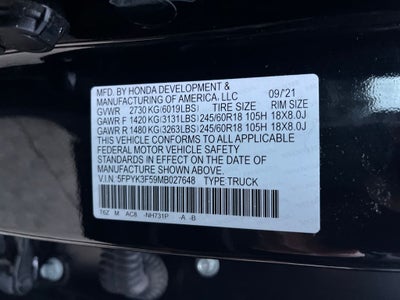 MFD. BY HONDA DEVELOPMENT &
MANUFACTURING OF AMERICA, LLC 09/21
GVWR 2730 KG(6019LBS) TIRE SIZE RIM SIZE
GAWR F 1420 KG(3131LBS) 245/60R18 105H 18X8.0J
GAWR R 1480 KG(3263LBS) 245/60R18 105H 18X8.0J
THIS VEHICLE CONFORMS TO ALL APPLICABLE
FEDERAL MOTOR VEHICLE SAFETY
STANDARDS IN EFFECT ON THE DATE OF
MANUFACTURE SHOWN ABOVE.
V.I.N. 5FPYK3F59MB027648 TYPE TRUCK
T6Z M AC8 -NH731P -A -B